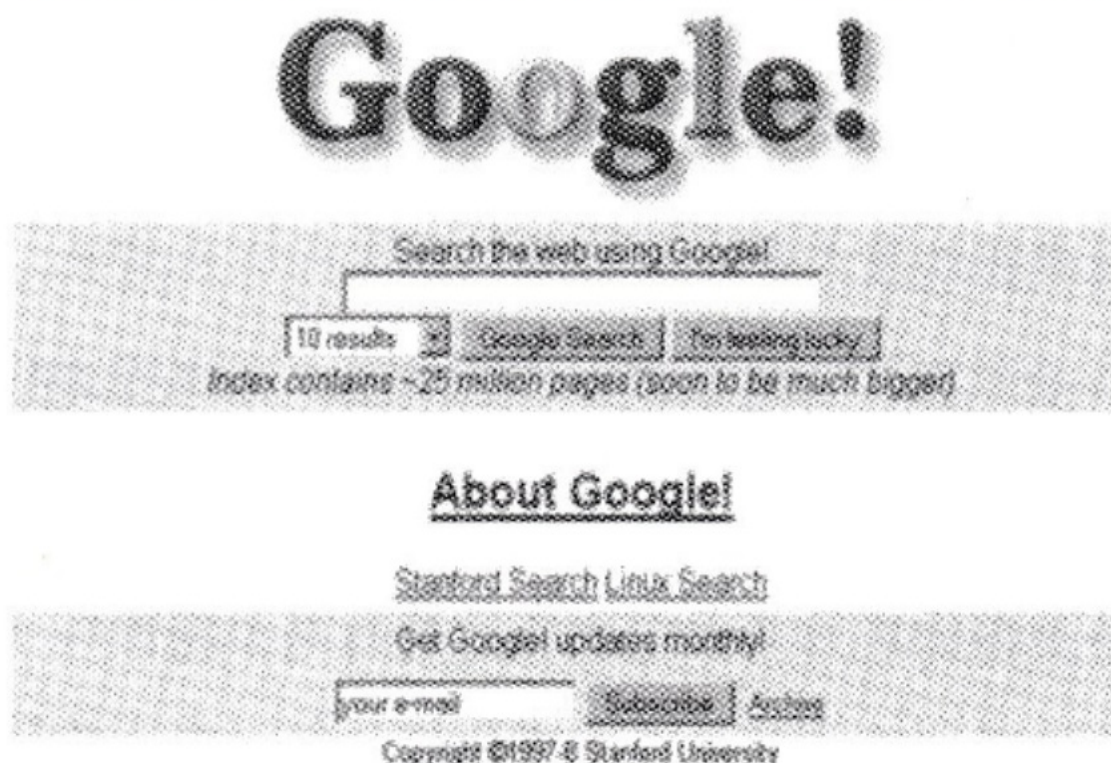 Google!
Search the web using Google!
10 results Google Search I'm feeling lucky
Index contains ~25 million pages (soon to be much bigger)
About Google!
Stanford Search Linux Search
Get Google! updates monthly!
your e-mail Subscribe Archive
Copyright ©1997-8 Stanford University